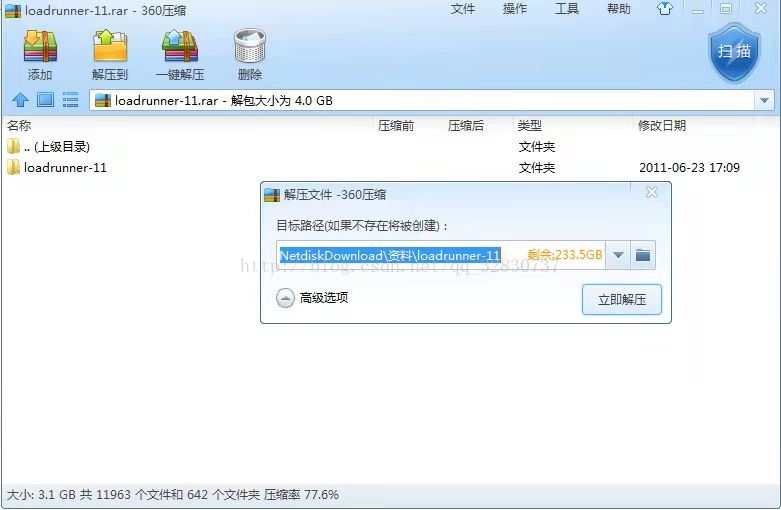 loadrunner-11.rar - 360压缩 文件 操作 工具 帮助
添加 解压到 一键解压 删除 扫描
loadrunner-11.rar - 解包大小为 4.0 GB
名称 压缩前 压缩后 类型 修改日期
.. (上级目录) 文件夹
loadrunner-11 文件夹 2011-06-23 17:09
解压文件 -360压缩
目标路径(如果不存在将被创建)：
NetdiskDownload\资料\loadrunner-11 剩余:233.5GB
http://blog.csdn.net/qq_32830737
高级选项 立即解压
大小: 3.1 GB 共 11963 个文件和 642 个文件夹 压缩率 77.6%